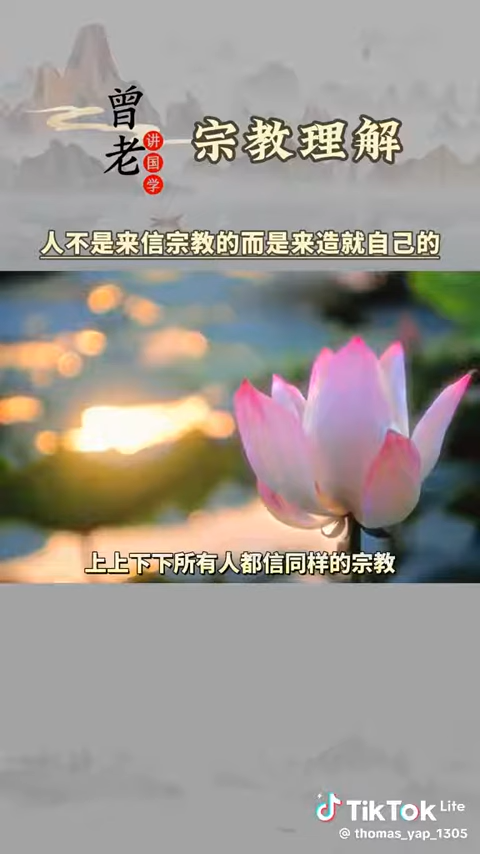 曾老
讲国学
宗教理解
人不是来信宗教的而是来造就自己的
上上下下所有人都信同样的宗教
TikTok Lite
@thomas_yap_1305